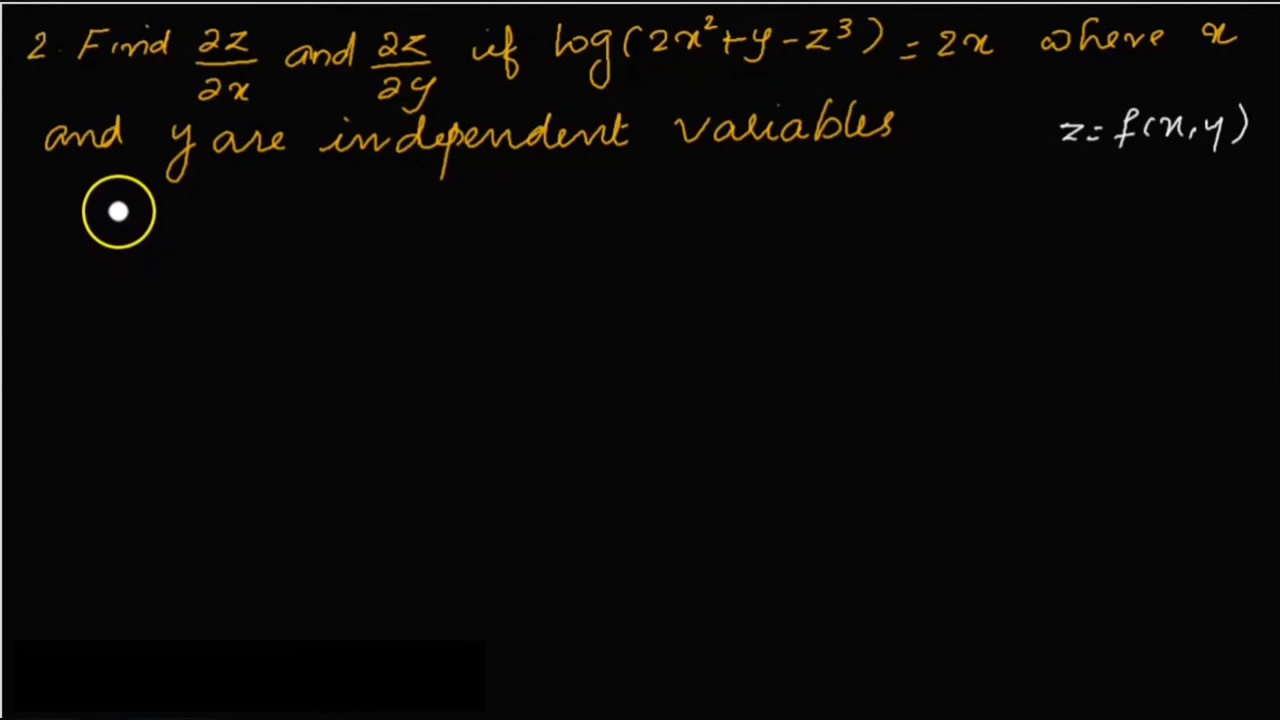 2. Find ∂z/∂x and ∂z/∂y if log(2x²+y-z³) = 2x where x
and y are independent variables
z = f(x,y)